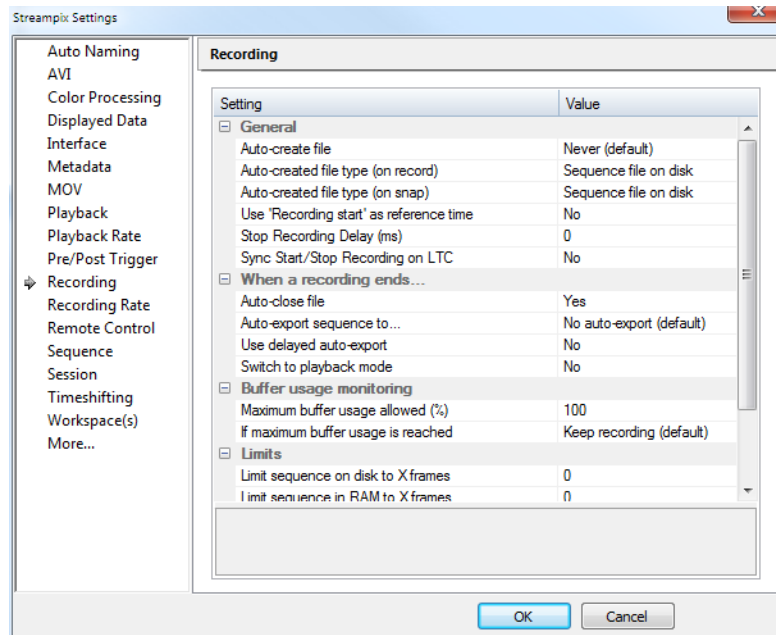 Streampix Settings
Auto Naming
AVI
Color Processing
Displayed Data
Interface
Metadata
MOV
Playback
Playback Rate
Pre/Post Trigger
Recording
Recording Rate
Remote Control
Sequence
Session
Timeshifting
Workspace(s)
More...
Recording
Setting Value
General
Auto-create file Never (default)
Auto-created file type (on record) Sequence file on disk
Auto-created file type (on snap) Sequence file on disk
Use 'Recording start' as reference time No
Stop Recording Delay (ms) 0
Sync Start/Stop Recording on LTC No
When a recording ends...
Auto-close file Yes
Auto-export sequence to... No auto-export (default)
Use delayed auto-export No
Switch to playback mode No
Buffer usage monitoring
Maximum buffer usage allowed (%) 100
If maximum buffer usage is reached Keep recording (default)
Limits
Limit sequence on disk to X frames 0
Limit sequence in RAM to X frames 0
OK Cancel